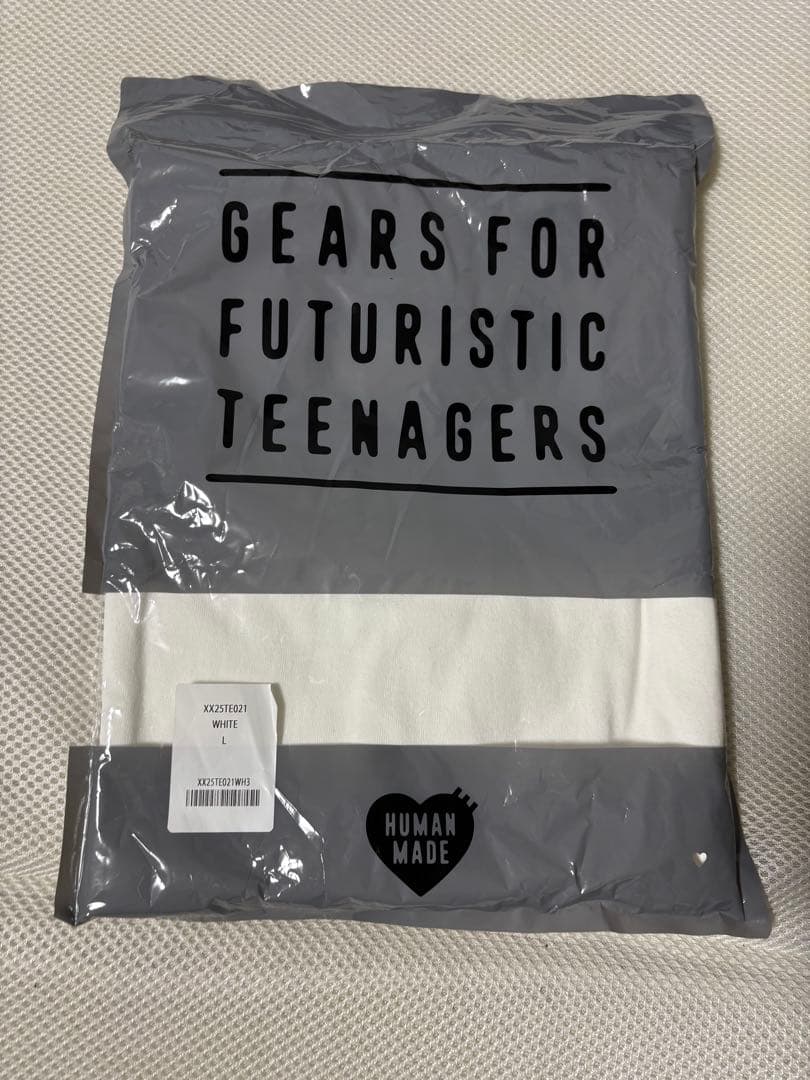 GEARS FOR
FUTURISTIC
TEENAGERS
XX25TE021
WHITE
L
XX25TE021WH3
HUMAN
MADE